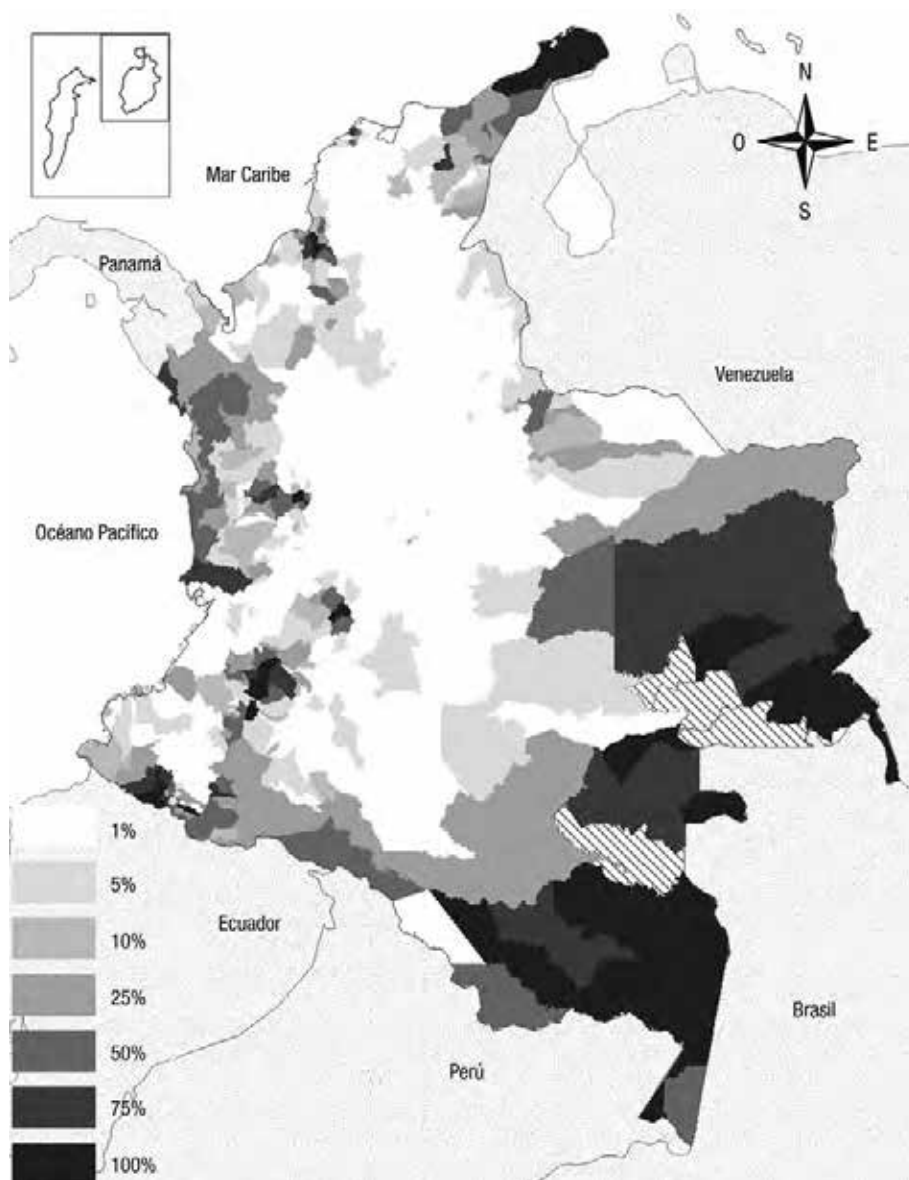 N
O
E
S
Mar Caribe
Panamá
Venezuela
Océano Pacífico
1%
5%
Ecuador
10%
25%
Brasil
50%
Perú
75%
100%